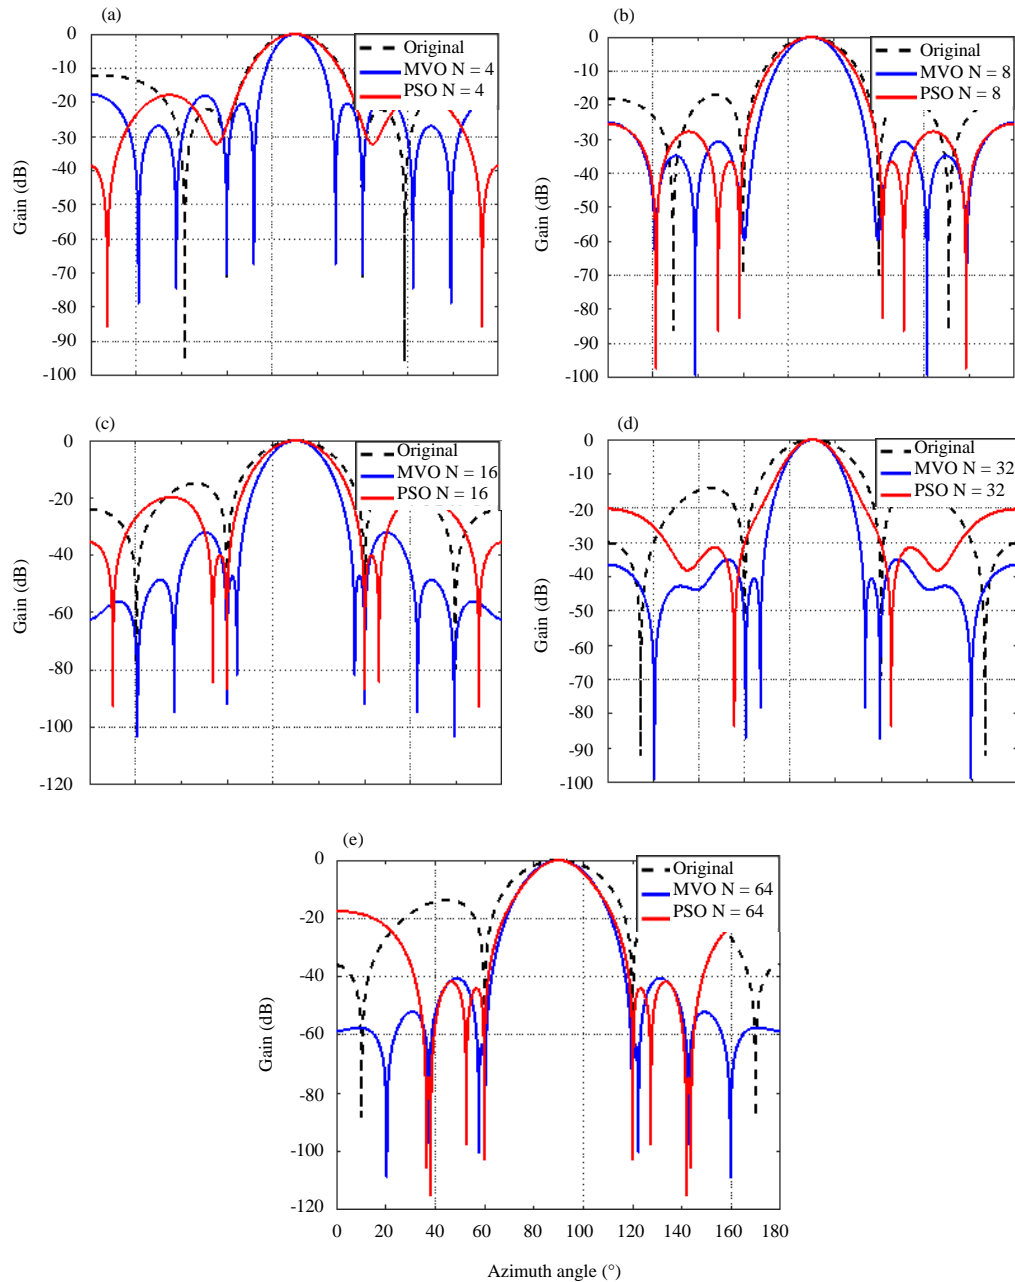 (a)
0
-10
-20
-30
-40
-50
-60
-70
-80
-90
-100
Gain (dB)
Original
MVO N = 4
PSO N = 4
(b)
0
-10
-20
-30
-40
-50
-60
-70
-80
-90
-100
Gain (dB)
Original
MVO N = 8
PSO N = 8
(c)
0
-20
-40
-60
-80
-100
-120
Gain (dB)
Original
MVO N = 16
PSO N = 16
(d)
0
-10
-20
-30
-40
-50
-60
-70
-80
-90
-100
Gain (dB)
Original
MVO N = 32
PSO N = 32
(e)
0
-20
-40
-60
-80
-100
-120
Gain (dB)
Original
MVO N = 64
PSO N = 64
0 20 40 60 80 100 120 140 160 180
Azimuth angle (°)